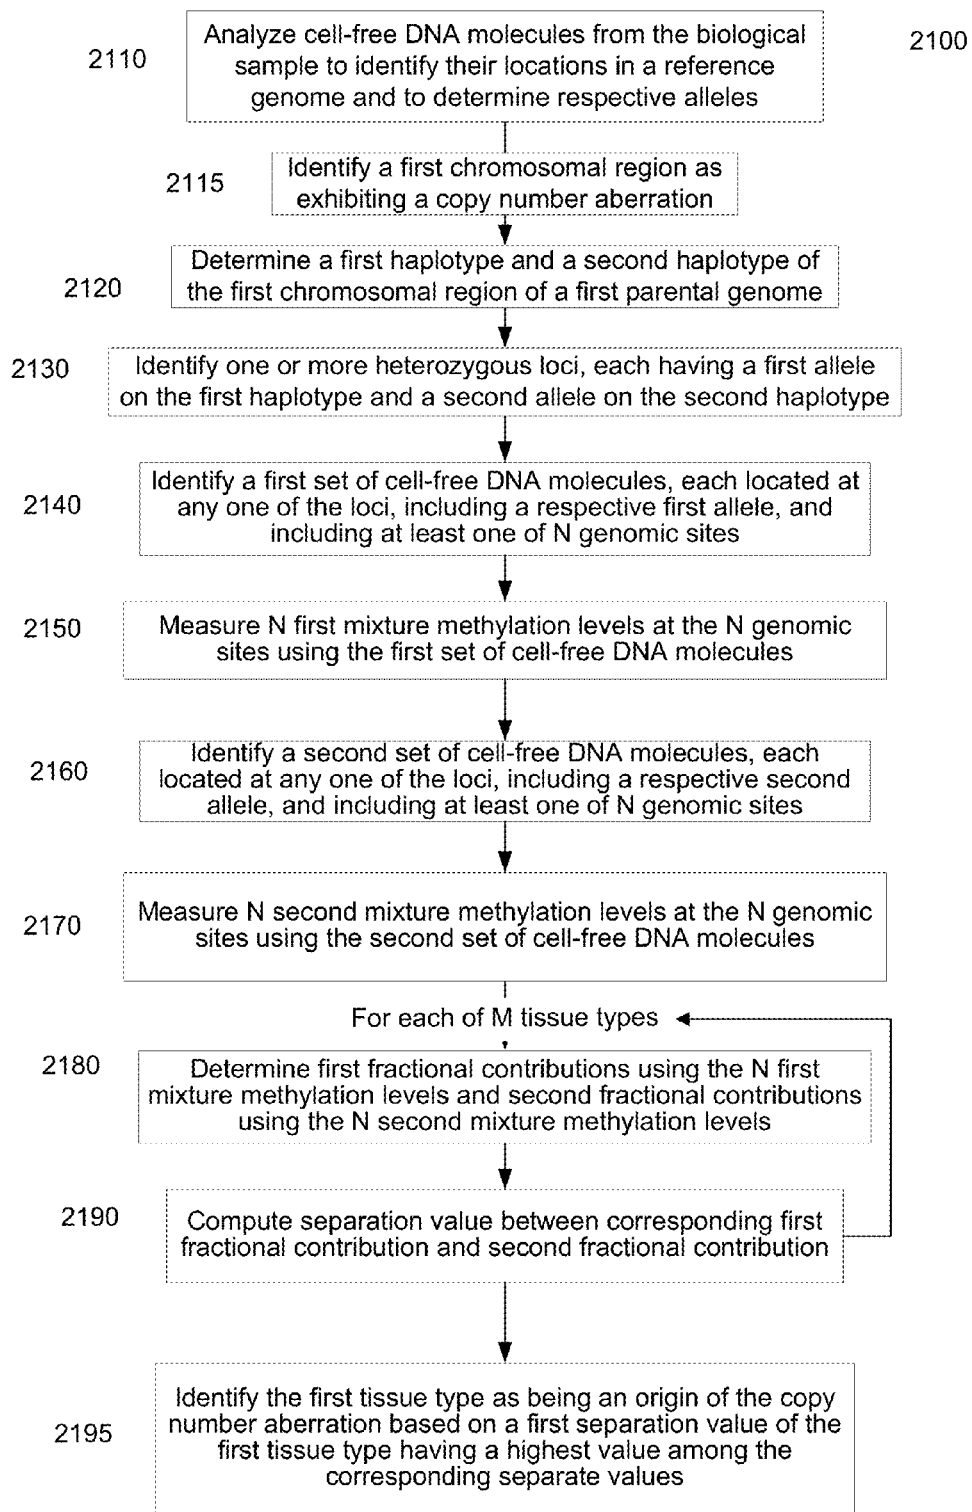 2100
2110
Analyze cell-free DNA molecules from the biological
sample to identify their locations in a reference
genome and to determine respective alleles
2115
Identify a first chromosomal region as
exhibiting a copy number aberration
2120
Determine a first haplotype and a second haplotype of
the first chromosomal region of a first parental genome
2130
Identify one or more heterozygous loci, each having a first allele
on the first haplotype and a second allele on the second haplotype
2140
Identify a first set of cell-free DNA molecules, each located at
any one of the loci, including a respective first allele, and
including at least one of N genomic sites
2150
Measure N first mixture methylation levels at the N genomic
sites using the first set of cell-free DNA molecules
2160
Identify a second set of cell-free DNA molecules, each
located at any one of the loci, including a respective second
allele, and including at least one of N genomic sites
2170
Measure N second mixture methylation levels at the N genomic
sites using the second set of cell-free DNA molecules
For each of M tissue types
2180
Determine first fractional contributions using the N first
mixture methylation levels and second fractional contributions
using the N second mixture methylation levels
2190
Compute separation value between corresponding first
fractional contribution and second fractional contribution
2195
Identify the first tissue type as being an origin of the copy
number aberration based on a first separation value of the
first tissue type having a highest value among the
corresponding separate values